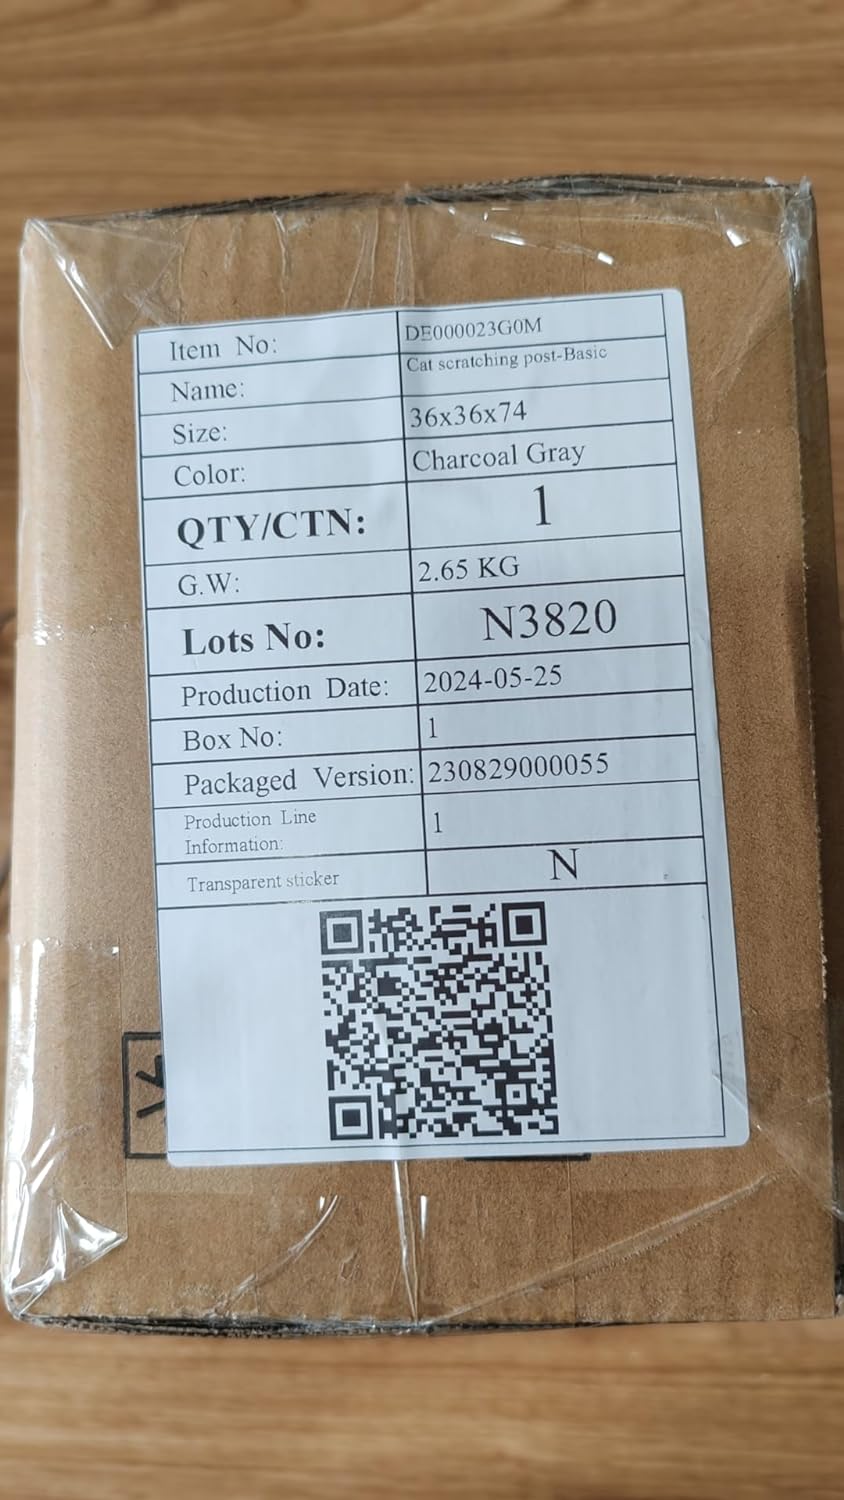 Item No: DE000023G0M
Name: Cat scratching post-Basic
Size: 36x36x74
Color: Charcoal Gray
QTY/CTN: 1
G.W: 2.65 KG
Lots No: N3820
Production Date: 2024-05-25
Box No: 1
Packaged Version: 230829000055
Production Line
Information: 1
Transparent sticker N